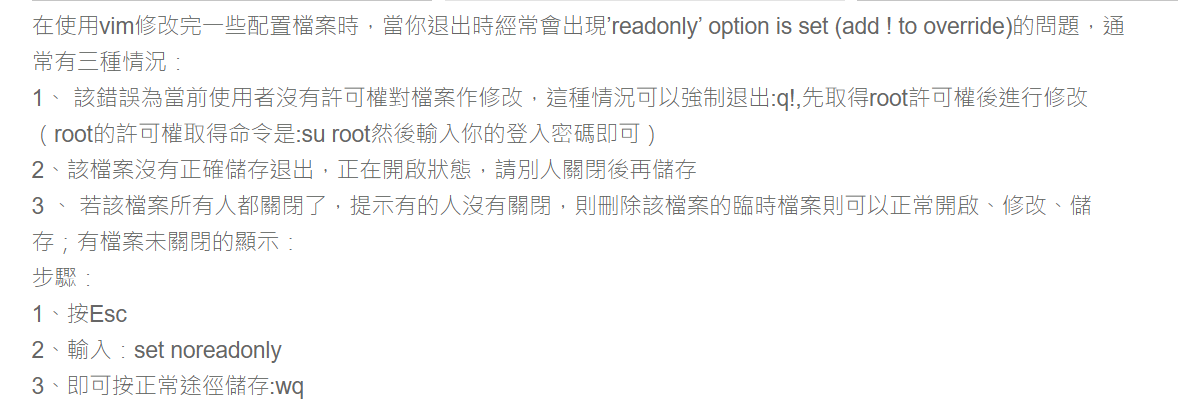 在使用vim修改完一些配置檔案時，當你退出時經常會出現’readonly’ option is set (add ! to override)的問題，通
常有三種情況：
1、 該錯誤為當前使用者沒有許可權對檔案作修改，這種情況可以強制退出:q!,先取得root許可權後進行修改
（root的許可權取得命令是:su root然後輸入你的登入密碼即可）
2、該檔案沒有正確儲存退出，正在開啟狀態，請別人關閉後再儲存
3 、 若該檔案所有人都關閉了，提示有的人沒有關閉，則刪除該檔案的臨時檔案則可以正常開啟、修改、儲
存；有檔案未關閉的顯示：
步驟：
1、按Esc
2、輸入：set noreadonly
3、即可按正常途徑儲存:wq